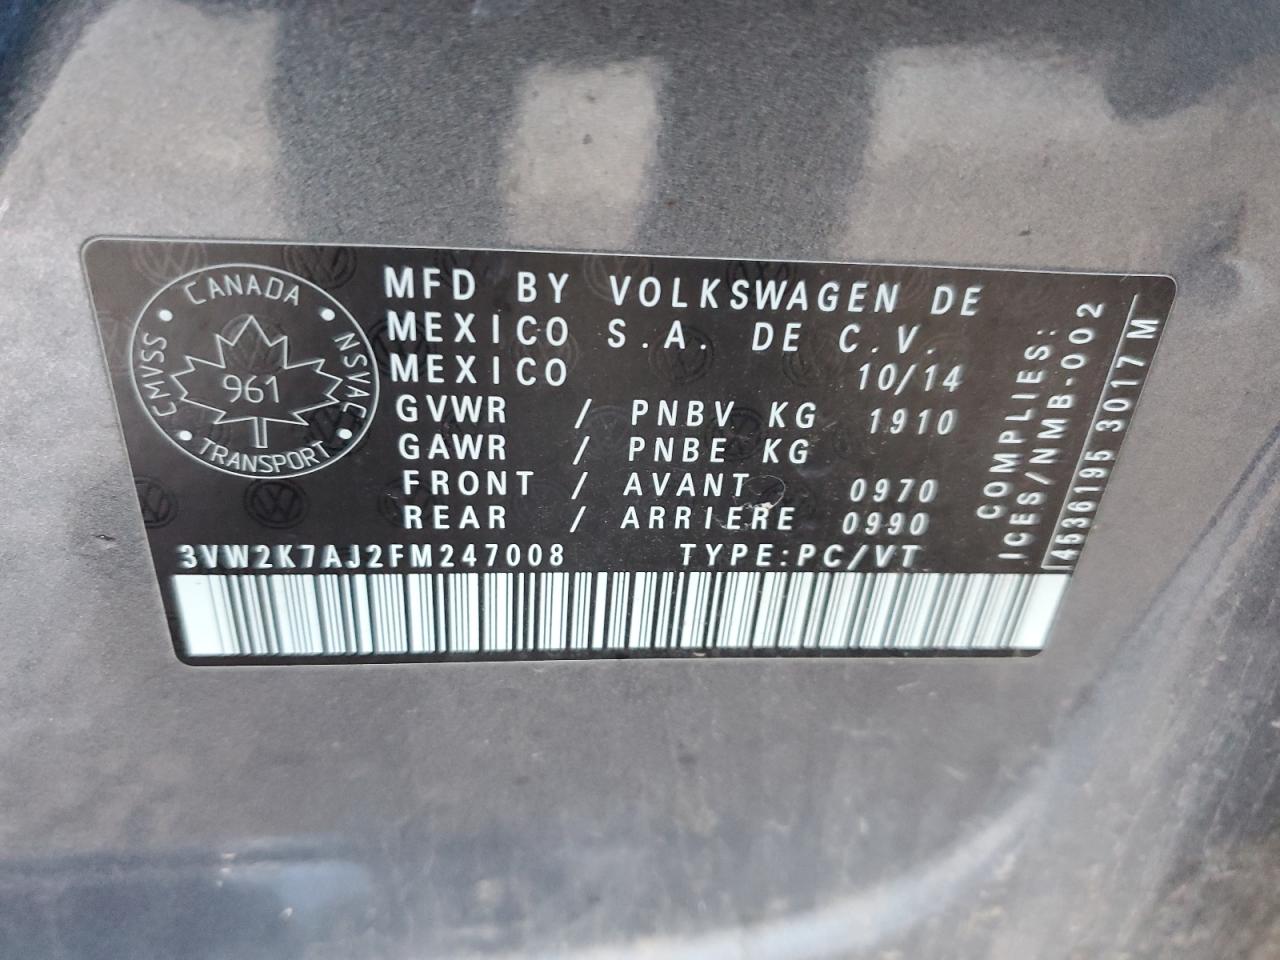 CANADA
CMVSS
NSVAC
961
TRANSPORT
MFD BY VOLKSWAGEN DE
MEXICO S.A. DE C.V.
MEXICO 10/14
GVWR / PNBV KG 1910
GAWR / PNBE KG
FRONT / AVANT 0970
REAR / ARRIERE 0990
3VW2K7AJ2FM247008 TYPE:PC/VT
COMPLIES:
ICES/NMB-002
4536195 3017 M